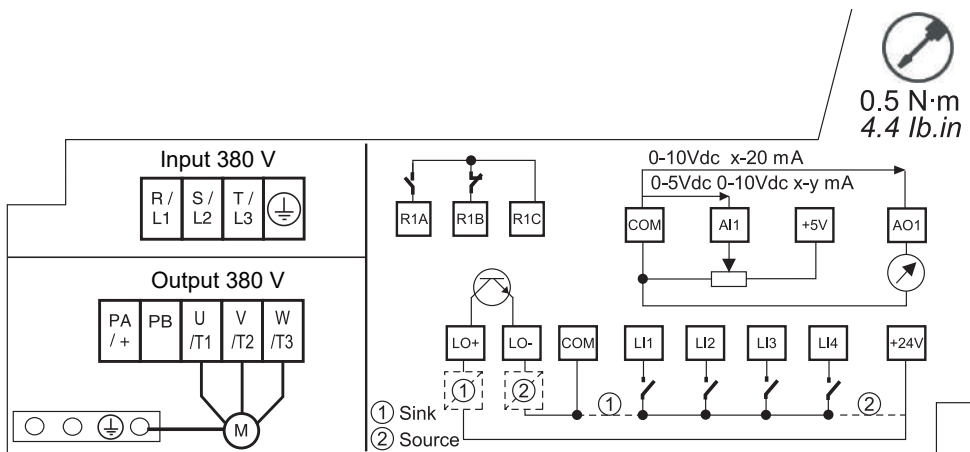 0.5 N·m
4.4 lb.in
Input 380 V
R / L1
S / L2
T / L3
Output 380 V
PA / +
PB
U /T1
V /T2
W /T3
M
R1A
R1B
R1C
0-10Vdc x-20 mA
0-5Vdc 0-10Vdc x-y mA
COM
AI1
+5V
AO1
LO+
LO-
COM
LI1
LI2
LI3
LI4
+24V
1
2
1
2
1 Sink
2 Source